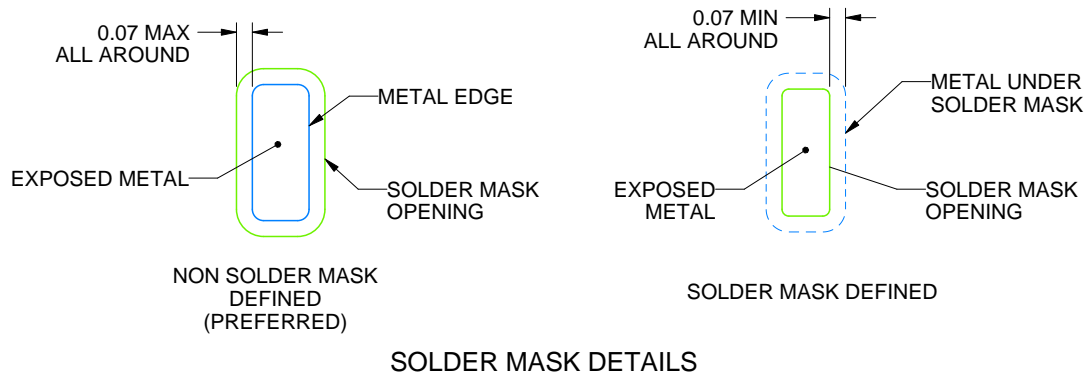 0.07 MAX
ALL AROUND
METAL EDGE
EXPOSED METAL
SOLDER MASK
OPENING
NON SOLDER MASK
DEFINED
(PREFERRED)
0.07 MIN
ALL AROUND
METAL UNDER
SOLDER MASK
EXPOSED
METAL
SOLDER MASK
OPENING
SOLDER MASK DEFINED
SOLDER MASK DETAILS